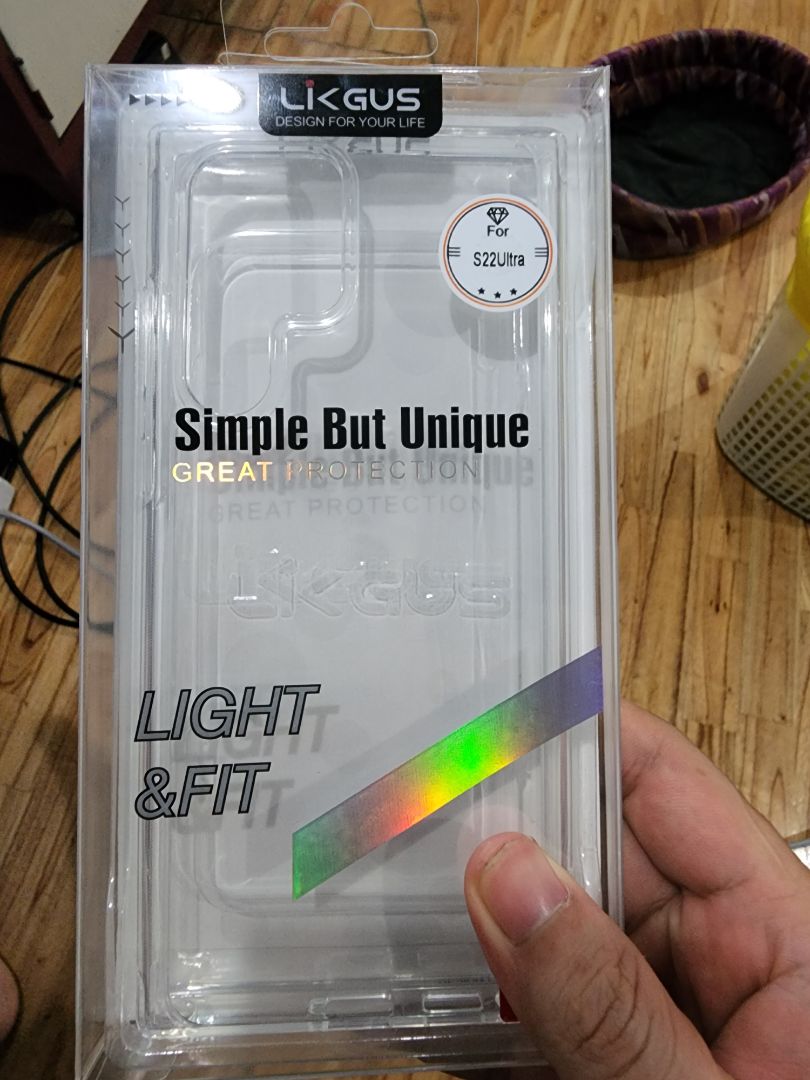 LIKGUS
DESIGN FOR YOUR LIFE
For
S22Ultra
Simple But Unique
GREAT PROTECTION
LIKGUS
LIGHT
&FIT